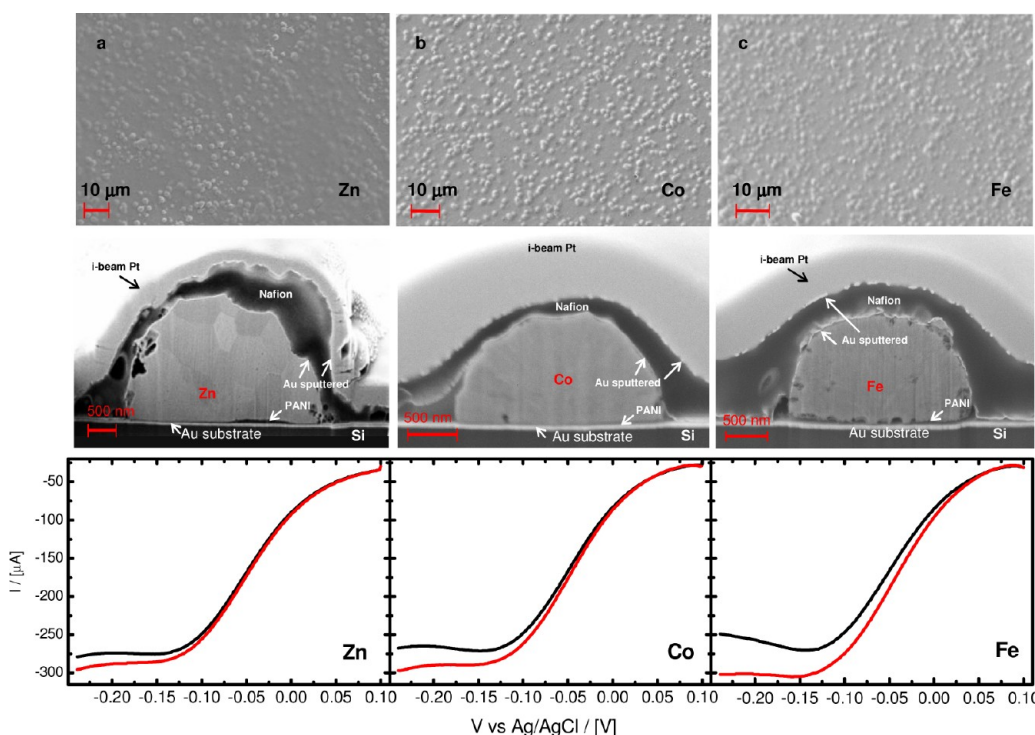 a
b
c
10 µm
Zn
10 µm
Co
10 µm
Fe
i-beam Pt
Nafion
Zn
Au sputtered
PANI
500 nm
Au substrate
Si
i-beam Pt
Nafion
Co
Au sputtered
PANI
500 nm
Au substrate
Si
i-beam Pt
Nafion
Au sputtered
Fe
PANI
500 nm
Au substrate
Si
I / [µA]
-50
-100
-150
-200
-250
-300
Zn
Co
Fe
-0.20 -0.15 -0.10 -0.05 0.00 0.05 0.10
-0.20 -0.15 -0.10 -0.05 0.00 0.05 0.10
-0.20 -0.15 -0.10 -0.05 0.00 0.05 0.10
V vs Ag/AgCl / [V]